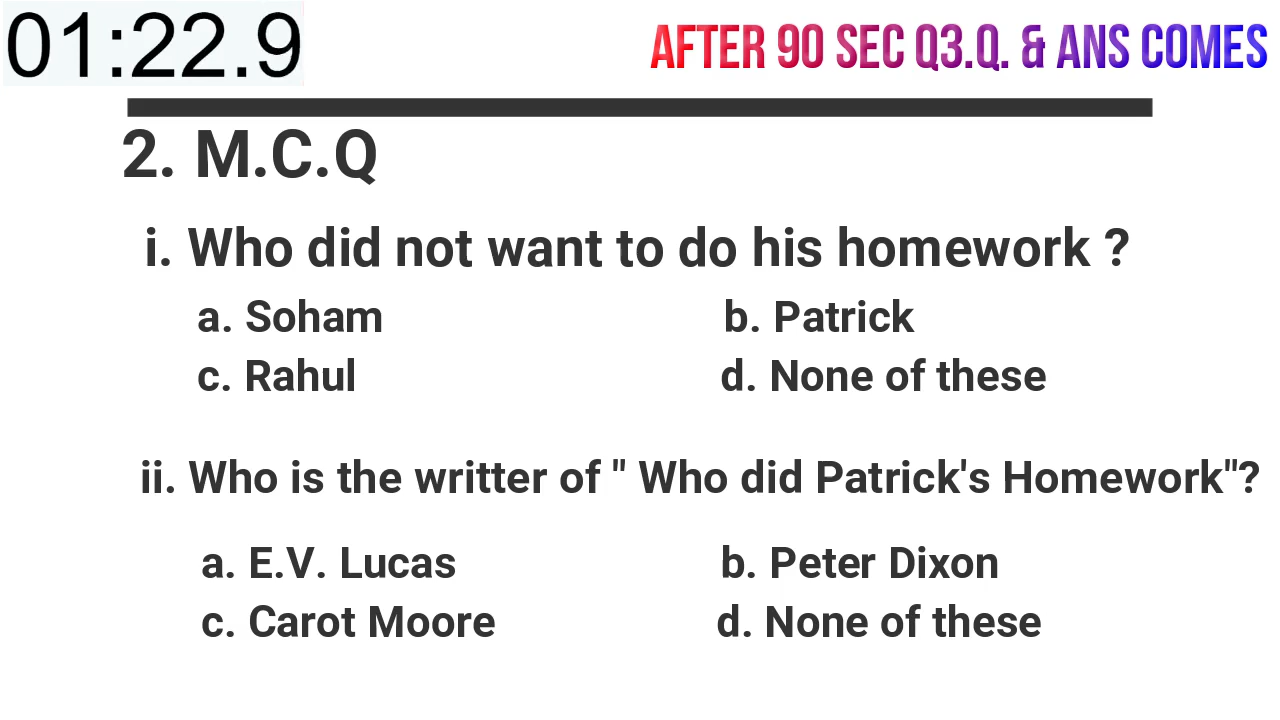 01:22.9
AFTER 90 SEC Q3.Q. & ANS COMES
2. M.C.Q
i. Who did not want to do his homework ?
a. Soham b. Patrick
c. Rahul d. None of these
ii. Who is the writter of " Who did Patrick's Homework"?
a. E.V. Lucas b. Peter Dixon
c. Carot Moore d. None of these